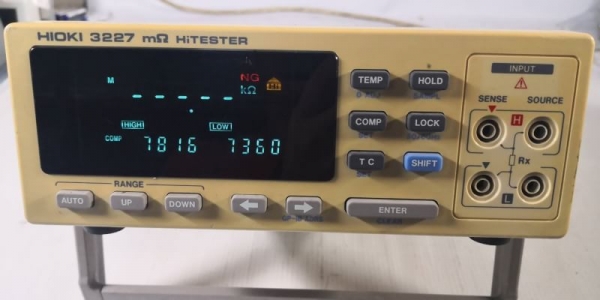 HIOKI 3227 mΩ HiTESTER
M
NG
kΩ
- - - - -
HIGH LOW
COMP 7816 7360
RANGE
AUTO UP DOWN
TEMP HOLD
COMP LOCK
T C SHIFT
ENTER
CLEAR
INPUT
SENSE SOURCE
H
Rx
L